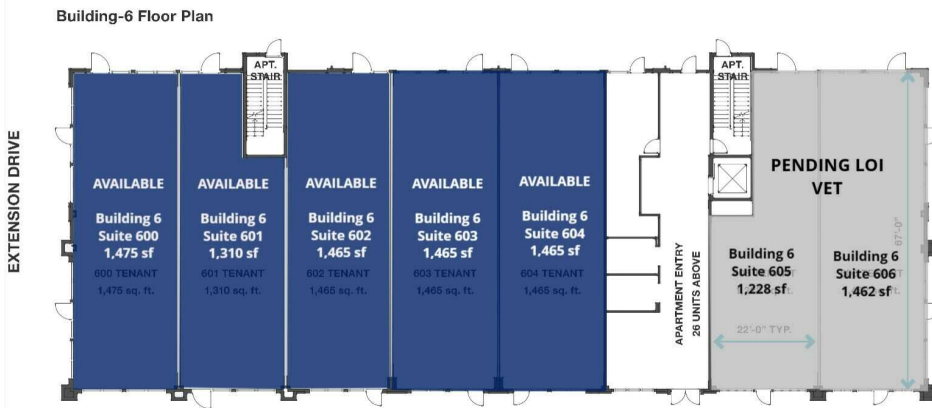 Building-6 Floor Plan
EXTENSION DRIVE
APT.
STAIR
APT.
STAIR
AVAILABLE
Building 6
Suite 600
1,475 sf
600 TENANT
1,475 sq. ft.
AVAILABLE
Building 6
Suite 601
1,310 sf
601 TENANT
1,310 sq. ft.
AVAILABLE
Building 6
Suite 602
1,465 sf
602 TENANT
1,465 sq. ft.
AVAILABLE
Building 6
Suite 603
1,465 sf
603 TENANT
1,465 sq. ft.
AVAILABLE
Building 6
Suite 604
1,465 sf
604 TENANT
1,465 sq. ft.
APARTMENT ENTRY
26 UNITS ABOVE
PENDING LOI
VET
Building 6
Suite 605
1,228 sf
22'-0" TYP.
Building 6
Suite 606
1,462 sf
67'-0"